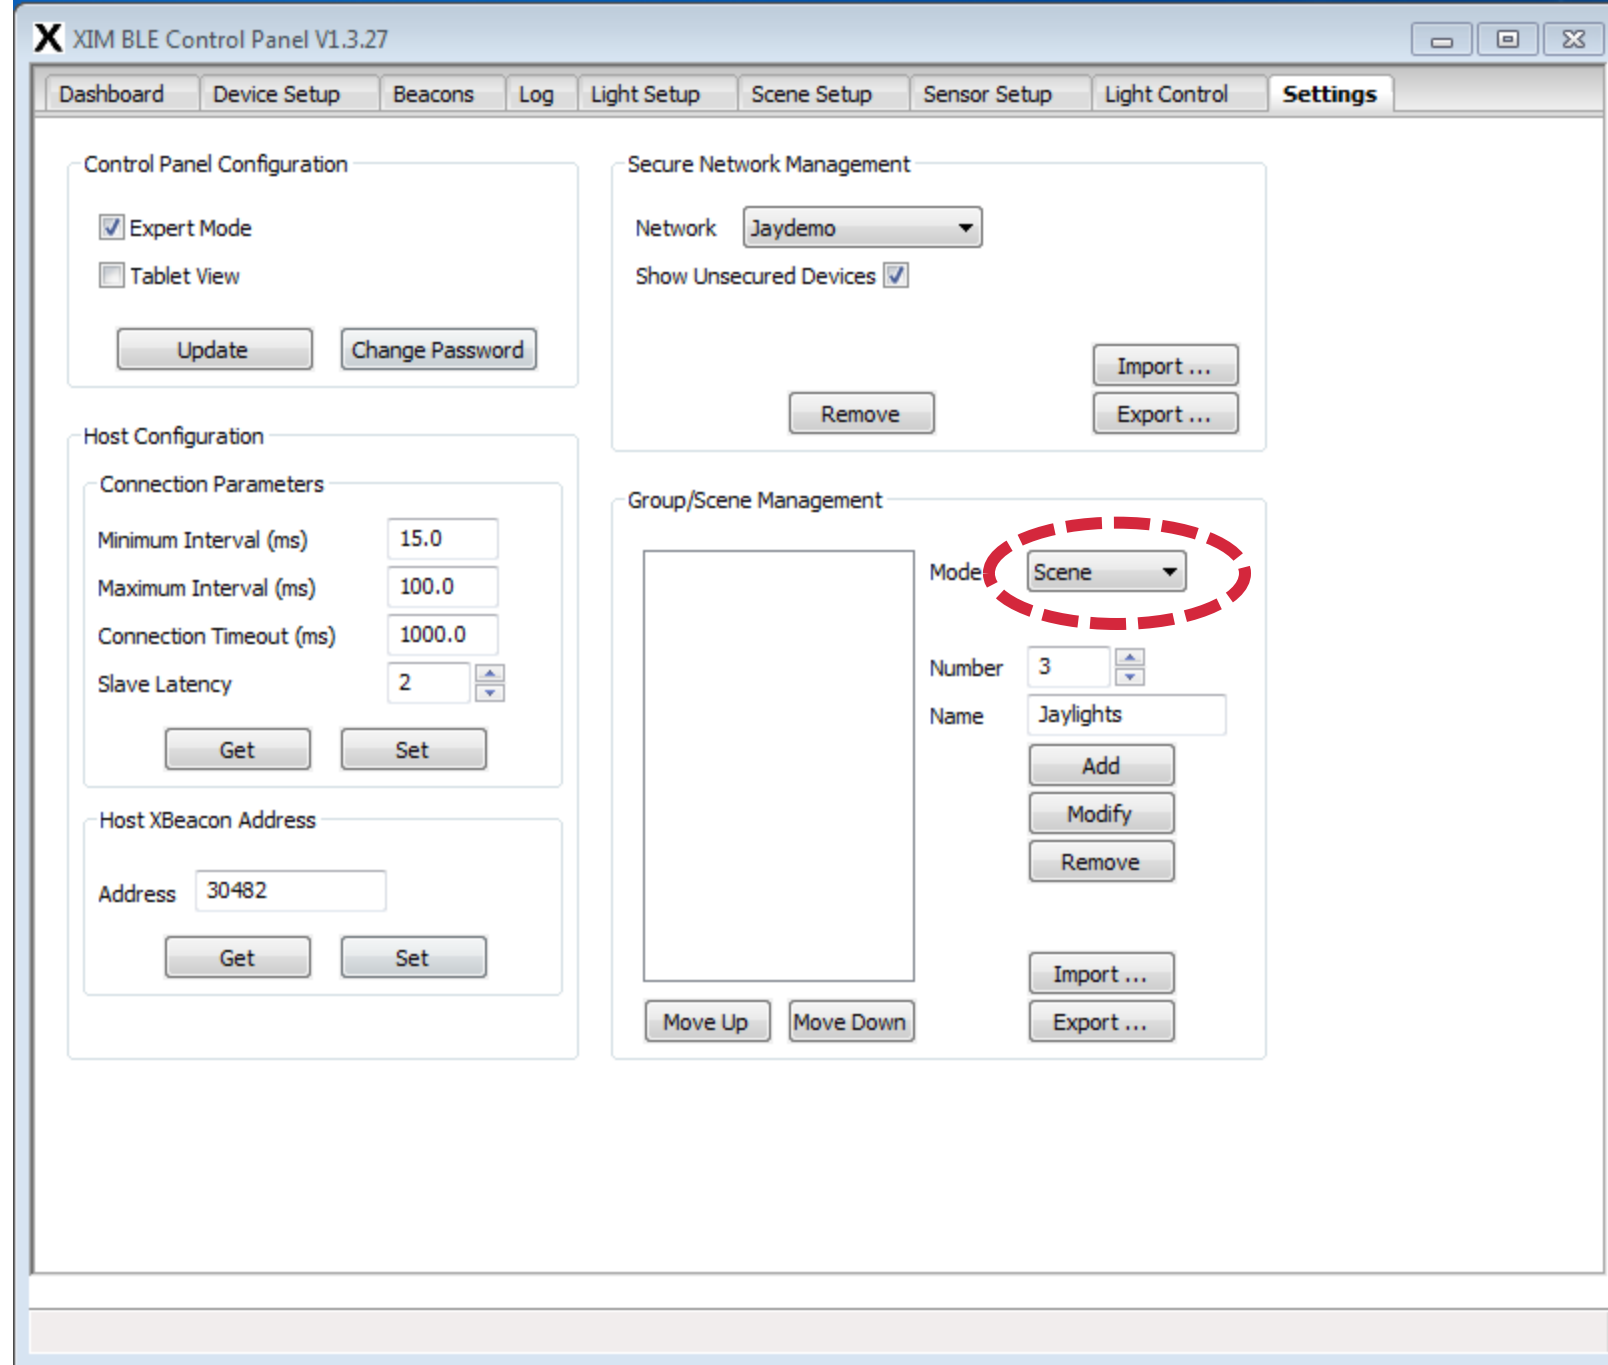 X XIM BLE Control Panel V1.3.27
Dashboard Device Setup Beacons Log Light Setup Scene Setup Sensor Setup Light Control Settings
Control Panel Configuration
Expert Mode
Tablet View
Update Change Password
Host Configuration
Connection Parameters
Minimum Interval (ms) 15.0
Maximum Interval (ms) 100.0
Connection Timeout (ms) 1000.0
Slave Latency 2
Get Set
Host XBeacon Address
Address 30482
Get Set
Secure Network Management
Network Jaydemo
Show Unsecured Devices
Import ...
Remove Export ...
Group/Scene Management
Mode Scene
Number 3
Name Jaylights
Add
Modify
Remove
Import ...
Move Up Move Down Export ...